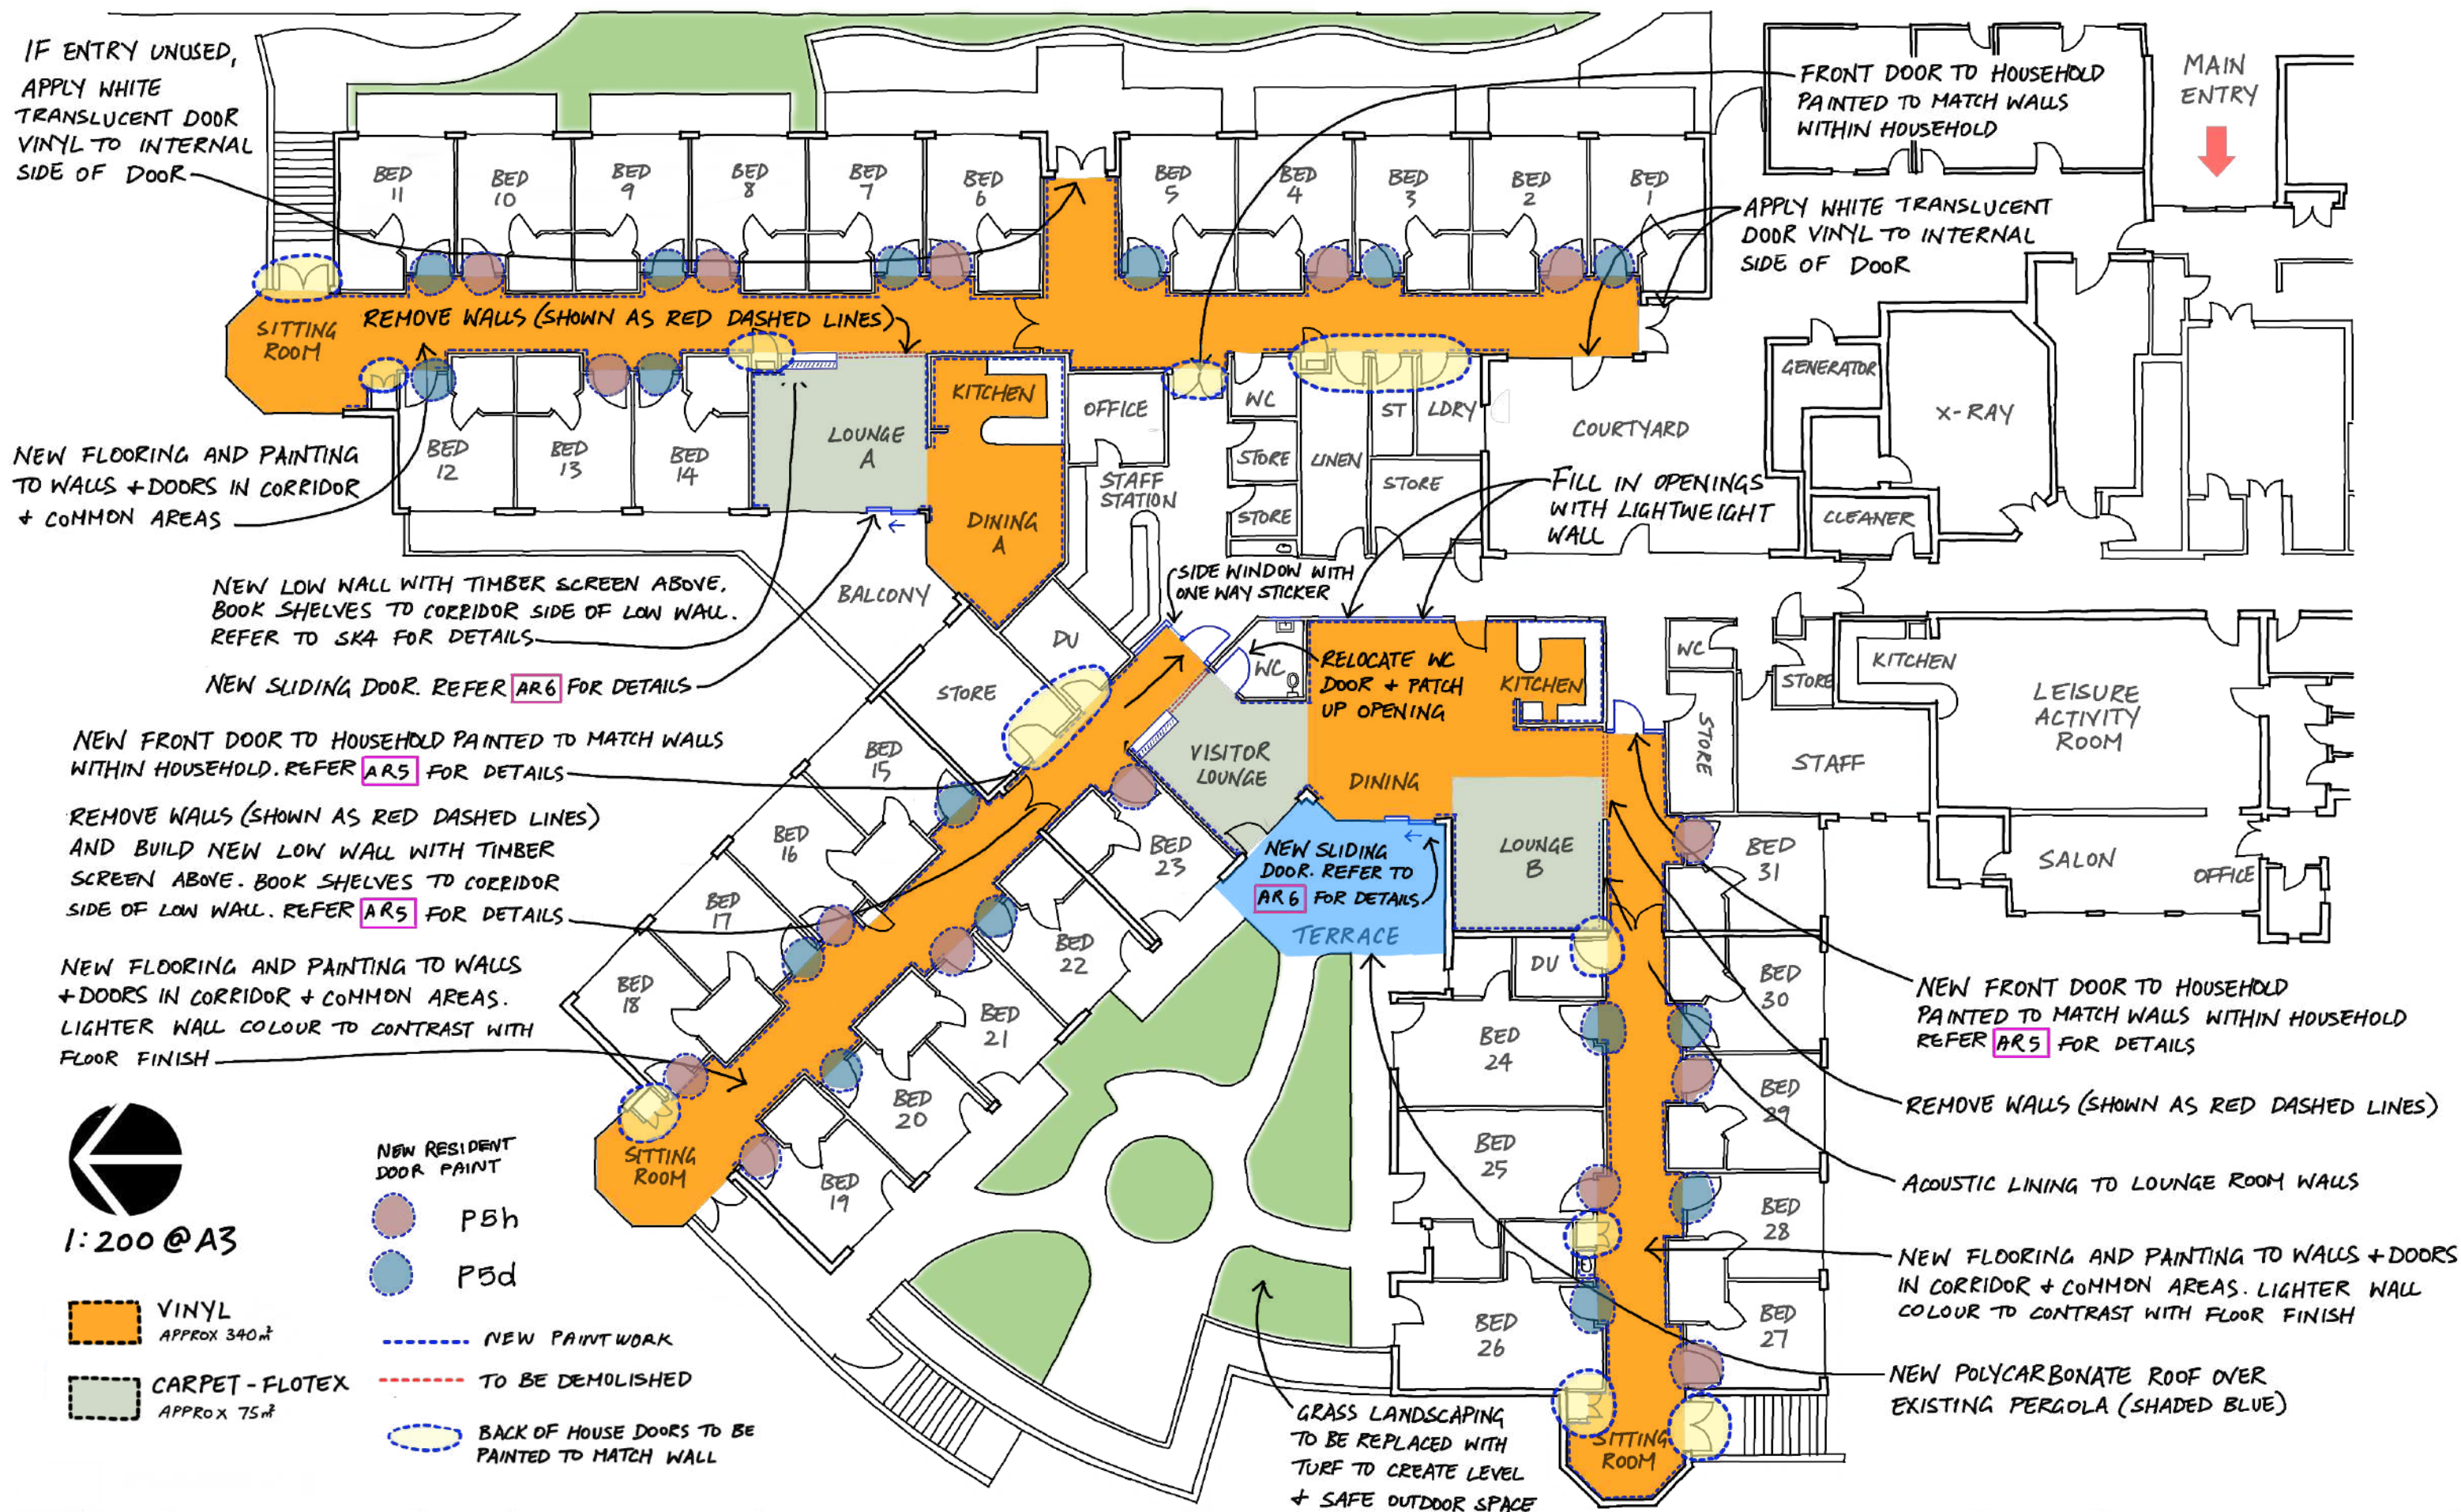 IF ENTRY UNUSED,
APPLY WHITE
TRANSLUCENT DOOR
VINYL TO INTERNAL
SIDE OF DOOR
FRONT DOOR TO HOUSEHOLD
PAINTED TO MATCH WALLS
WITHIN HOUSEHOLD
MAIN
ENTRY
BED
11
BED
10
BED
9
BED
8
BED
7
BED
6
BED
5
BED
4
BED
3
BED
2
BED
1
APPLY WHITE TRANSLUCENT
DOOR VINYL TO INTERNAL
SIDE OF DOOR
SITTING
ROOM
REMOVE WALLS (SHOWN AS RED DASHED LINES)
KITCHEN
OFFICE
WC
ST
LDRY
COURTYARD
GENERATOR
X-RAY
LOUNGE
A
BED
12
BED
13
BED
14
STORE
LINEN
STORE
STAFF
STATION
STORE
DINING
A
CLEANER
NEW FLOORING AND PAINTING
TO WALLS + DOORS IN CORRIDOR
+ COMMON AREAS
FILL IN OPENINGS
WITH LIGHTWEIGHT
WALL
NEW LOW WALL WITH TIMBER SCREEN ABOVE.
BOOK SHELVES TO CORRIDOR SIDE OF LOW WALL.
REFER TO SK4 FOR DETAILS
BALCONY
SIDE WINDOW WITH
ONE WAY STICKER
DU
STORE
WC
RELOCATE WC
DOOR + PATCH
UP OPENING
KITCHEN
WC
STORE
KITCHEN
LEISURE
ACTIVITY
ROOM
STORE
STAFF
NEW SLIDING DOOR. REFER AR6 FOR DETAILS
NEW FRONT DOOR TO HOUSEHOLD PAINTED TO MATCH WALLS
WITHIN HOUSEHOLD. REFER AR5 FOR DETAILS
BED
15
VISITOR
LOUNGE
DINING
REMOVE WALLS (SHOWN AS RED DASHED LINES)
AND BUILD NEW LOW WALL WITH TIMBER
SCREEN ABOVE. BOOK SHELVES TO CORRIDOR
SIDE OF LOW WALL. REFER AR5 FOR DETAILS
BED
16
BED
23
NEW SLIDING
DOOR. REFER TO
AR6 FOR DETAILS
TERRACE
LOUNGE
B
BED
31
SALON
OFFICE
BED
17
BED
22
DU
BED
30
NEW FLOORING AND PAINTING TO WALLS
+ DOORS IN CORRIDOR + COMMON AREAS.
LIGHTER WALL COLOUR TO CONTRAST WITH
FLOOR FINISH
BED
18
BED
21
BED
24
NEW FRONT DOOR TO HOUSEHOLD
PAINTED TO MATCH WALLS WITHIN HOUSEHOLD
REFER AR5 FOR DETAILS
BED
20
BED
29
REMOVE WALLS (SHOWN AS RED DASHED LINES)
SITTING
ROOM
BED
19
BED
25
ACOUSTIC LINING TO LOUNGE ROOM WALLS
BED
28
NEW FLOORING AND PAINTING TO WALLS + DOORS
IN CORRIDOR + COMMON AREAS. LIGHTER WALL
COLOUR TO CONTRAST WITH FLOOR FINISH
BED
26
BED
27
NEW POLYCARBONATE ROOF OVER
EXISTING PERGOLA (SHADED BLUE)
SITTING
ROOM
GRASS LANDSCAPING
TO BE REPLACED WITH
TURF TO CREATE LEVEL
+ SAFE OUTDOOR SPACE
1:200 @ A3
NEW RESIDENT
DOOR PAINT
P5h
P5d
VINYL
APPROX 340㎡
CARPET - FLOTEX
APPROX 75㎡
NEW PAINTWORK
TO BE DEMOLISHED
BACK OF HOUSE DOORS TO BE
PAINTED TO MATCH WALL